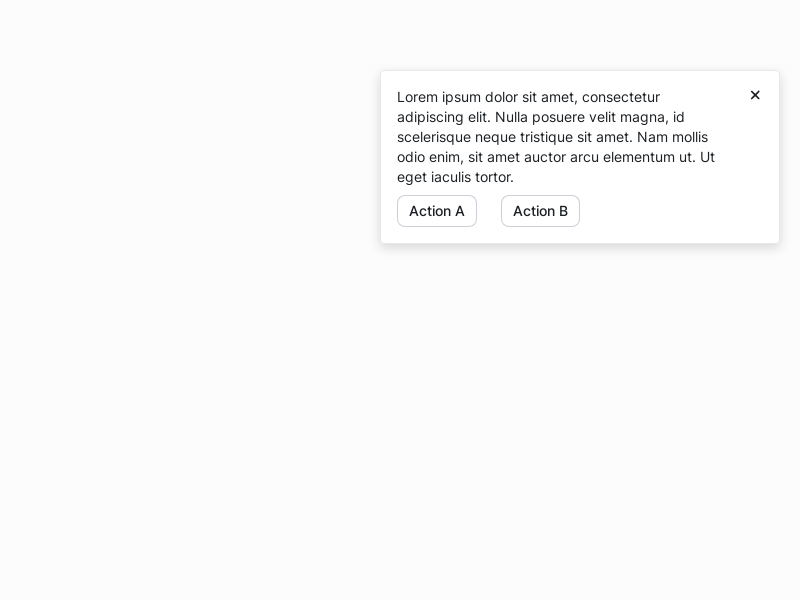 Lorem ipsum dolor sit amet, consectetur
adipiscing elit. Nulla posuere velit magna, id
scelerisque neque tristique sit amet. Nam mollis
odio enim, sit amet auctor arcu elementum ut. Ut
eget iaculis tortor.
Action A
Action B